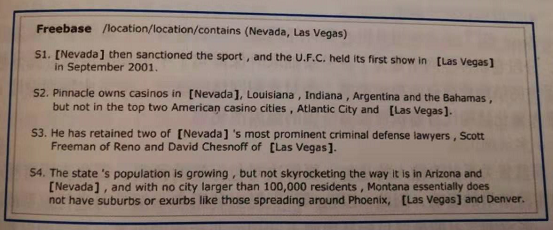 Freebase /location/location/contains (Nevada, Las Vegas)
S1. [Nevada] then sanctioned the sport , and the U.F.C. held its first show in [Las Vegas]
in September 2001.
S2. Pinnacle owns casinos in [Nevada], Louisiana , Indiana , Argentina and the Bahamas ,
but not in the top two American casino cities , Atlantic City and [Las Vegas].
S3. He has retained two of [Nevada] 's most prominent criminal defense lawyers , Scott
Freeman of Reno and David Chesnoff of [Las Vegas].
S4. The state 's population is growing , but not skyrocketing the way it is in Arizona and
[Nevada] , and with no city larger than 100,000 residents , Montana essentially does
not have suburbs or exurbs like those spreading around Phoenix, [Las Vegas] and Denver.